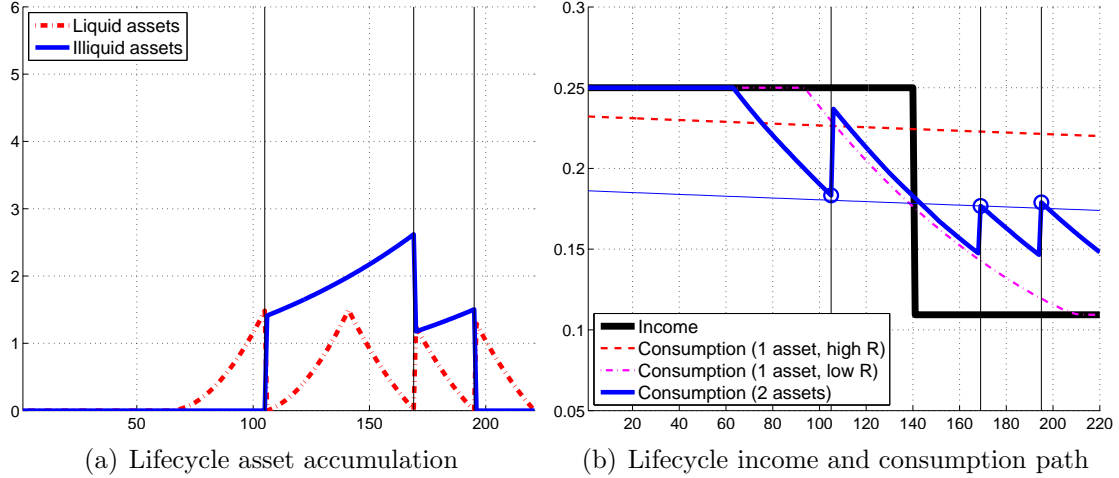 Liquid assets
Illiquid assets
6
5
4
3
2
1
0
50 100 150 200
(a) Lifecycle asset accumulation
0.3
0.25
0.2
0.15
0.1
0.05
Income
Consumption (1 asset, high R)
Consumption (1 asset, low R)
Consumption (2 assets)
20 40 60 80 100 120 140 160 180 200 220
(b) Lifecycle income and consumption path